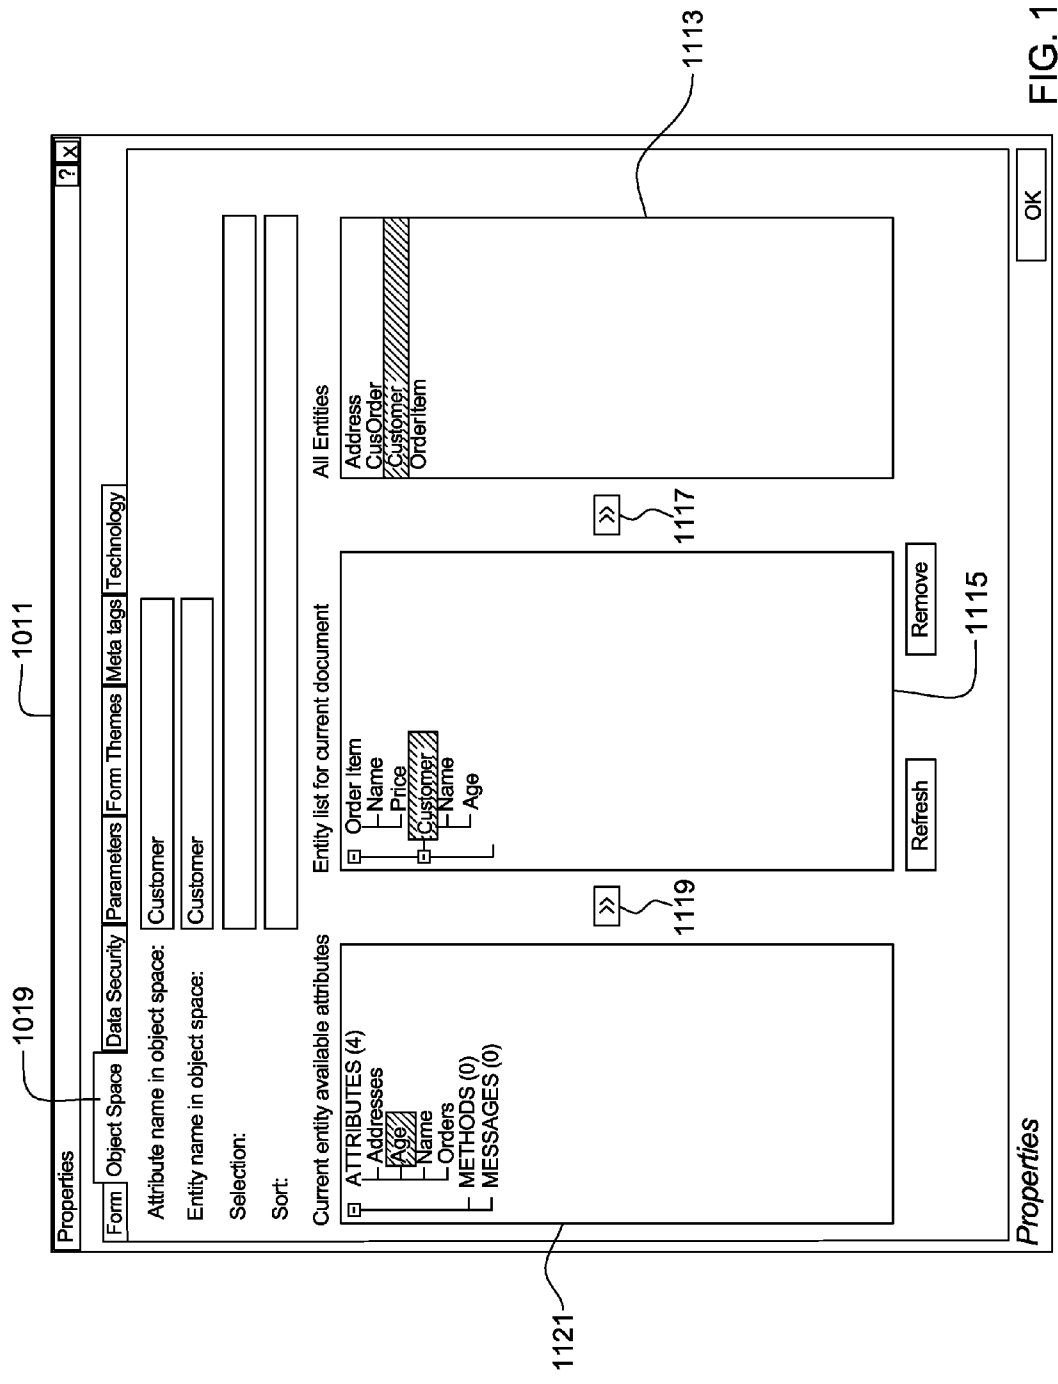 1011
1019
Properties
? X
Form Object Space Data Security Parameters Form Themes Meta tags Technology
Attribute name in object space: Customer
Entity name in object space: Customer
Selection:
Sort:
Current entity available attributes
ATTRIBUTES (4)
Addresses
Age
Name
Orders
METHODS (0)
MESSAGES (0)
1121
>>
1119
Entity list for current document
Order Item
Name
Price
Customer
Name
Age
Refresh
Remove
1115
>>
1117
All Entities
Address
CusOrder
Customer
OrderItem
1113
Properties
OK
FIG. 1